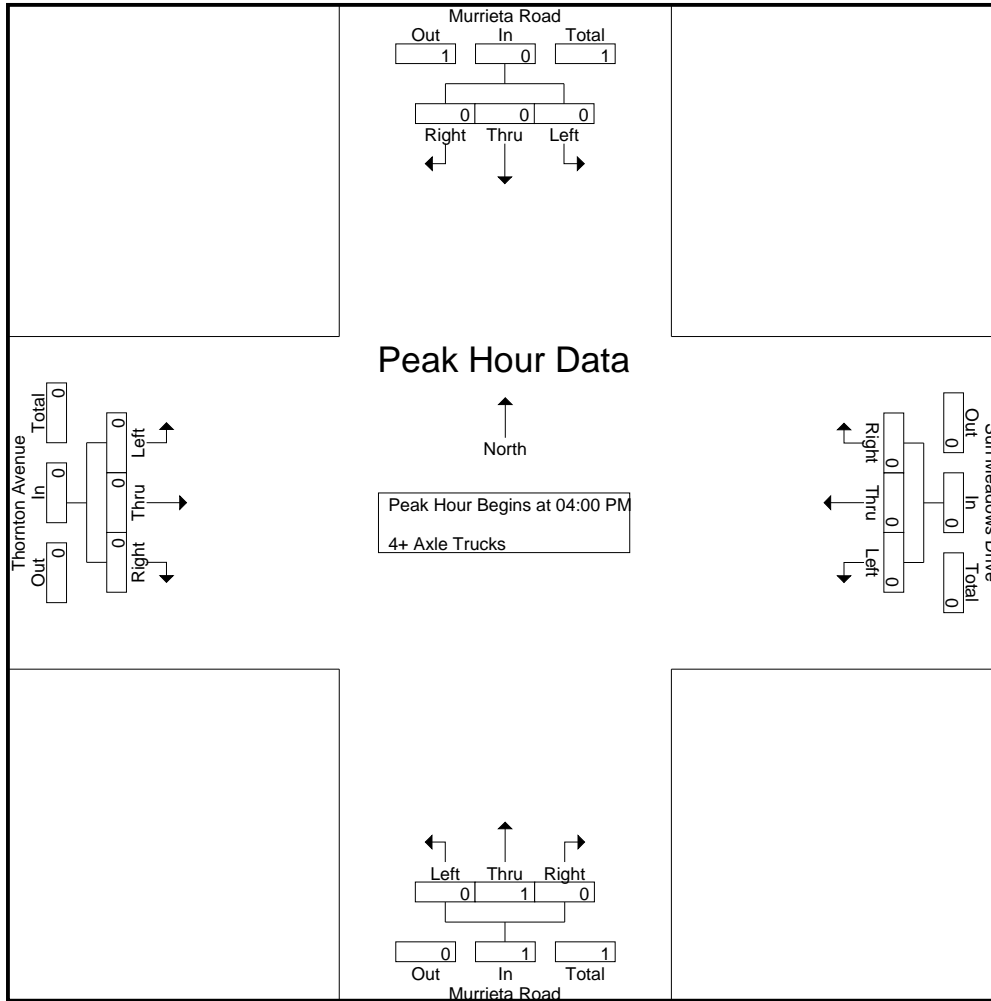 Murrieta Road
Out In Total
1 0 1
0 0 0
Right Thru Left
Peak Hour Data
North
Peak Hour Begins at 04:00 PM
4+ Axle Trucks
Thornton Avenue
Total In Out
0 0 0
0 0 0
Left Thru Right
Right Thru Left
0 0 0
Out In Total
0 0 0
Meadows Drive
Left Thru Right
0 1 0
0 1 1
Out In Total
Murrieta Road